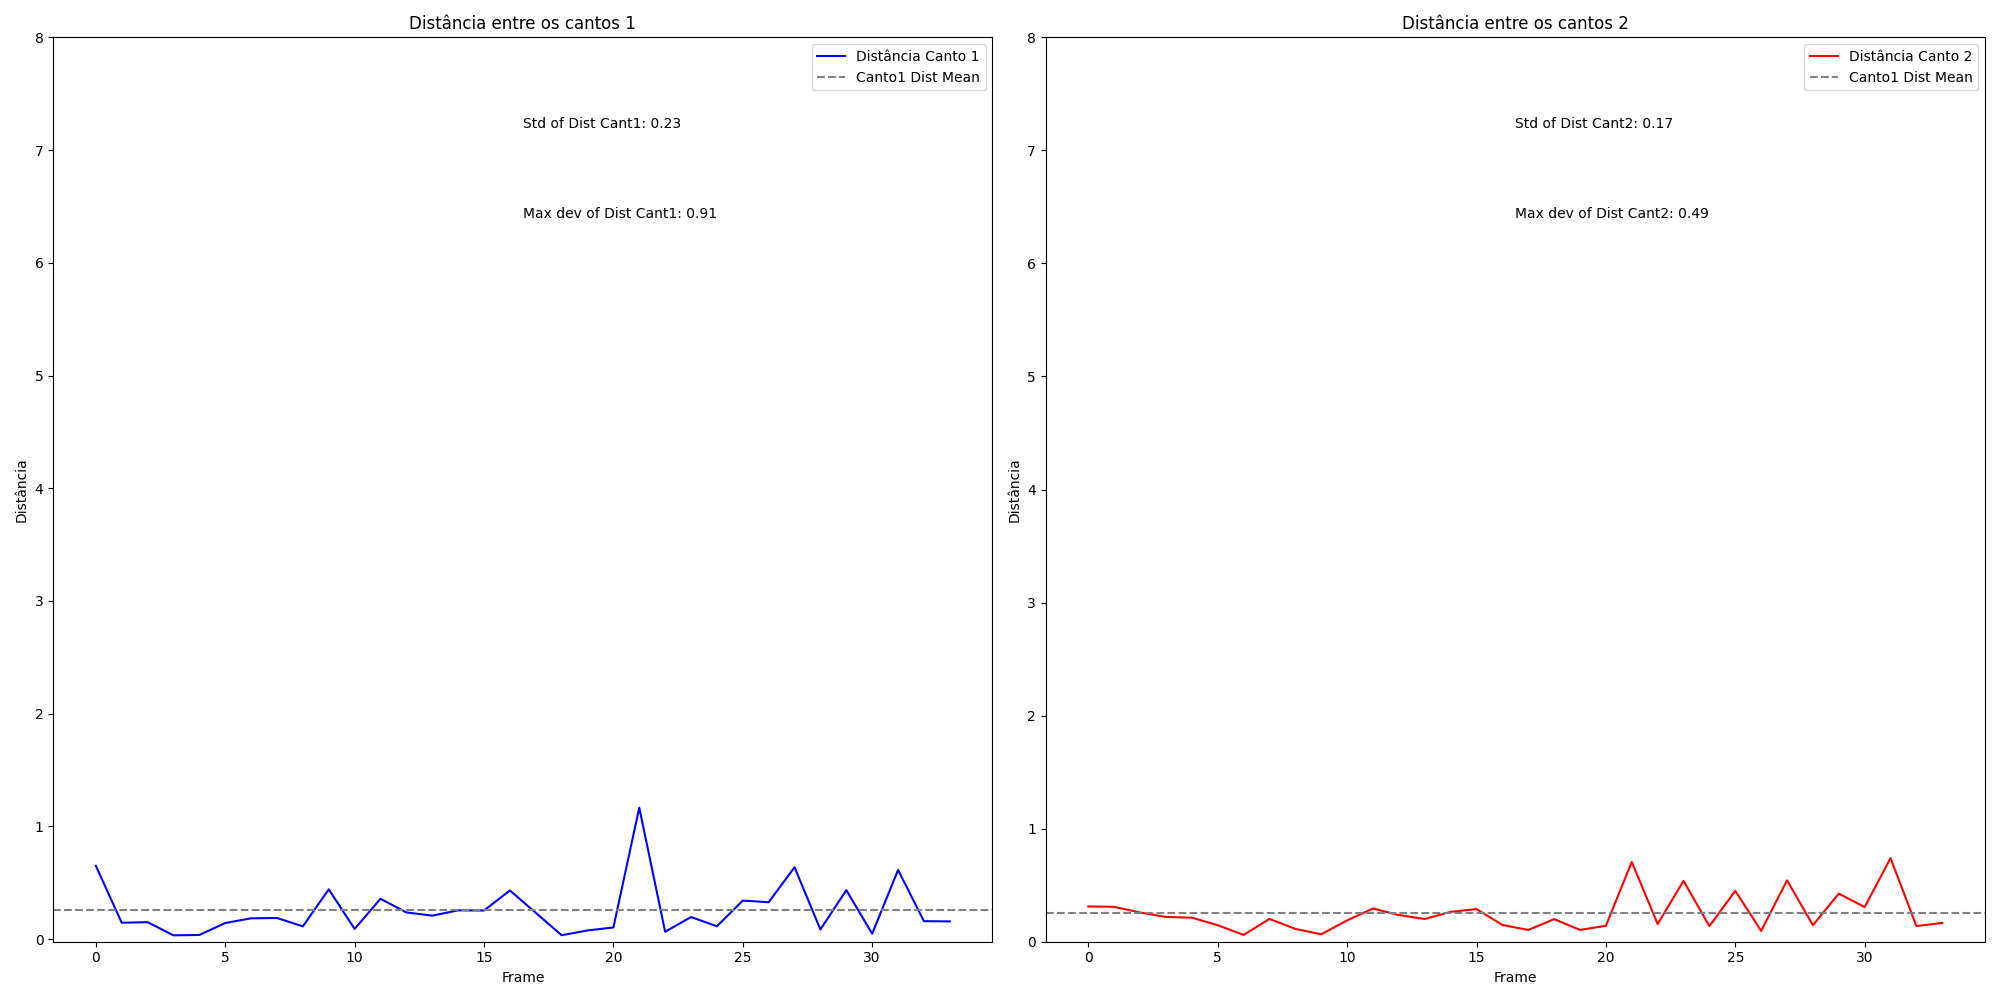 Distância entre os cantos 1
8
7
6
5
4
3
2
1
0
Distância
Distância Canto 1
Canto1 Dist Mean
Std of Dist Cant1: 0.23
Max dev of Dist Cant1: 0.91
0 5 10 15 20 25 30
Frame
Distância entre os cantos 2
8
7
6
5
4
3
2
1
0
Distância
Distância Canto 2
Canto1 Dist Mean
Std of Dist Cant2: 0.17
Max dev of Dist Cant2: 0.49
0 5 10 15 20 25 30
Frame